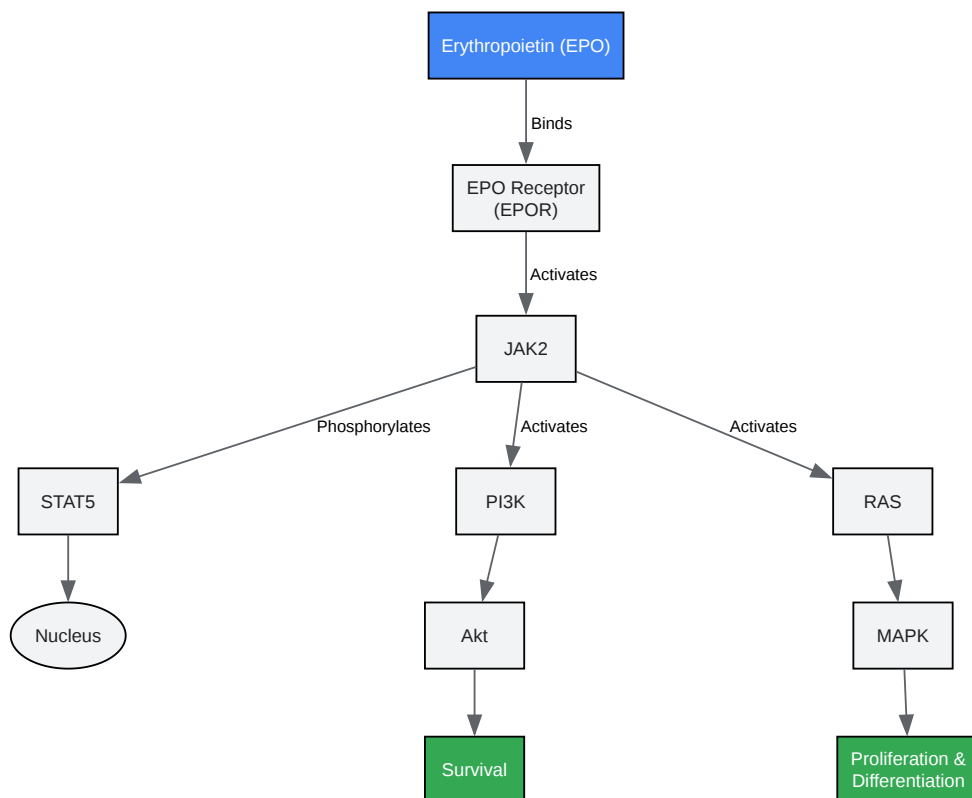 Erythropoietin (EPO)
Binds
EPO Receptor
(EPOR)
Activates
JAK2
Phosphorylates
Activates
Activates
STAT5
PI3K
RAS
Nucleus
Akt
MAPK
Survival
Proliferation &
Differentiation